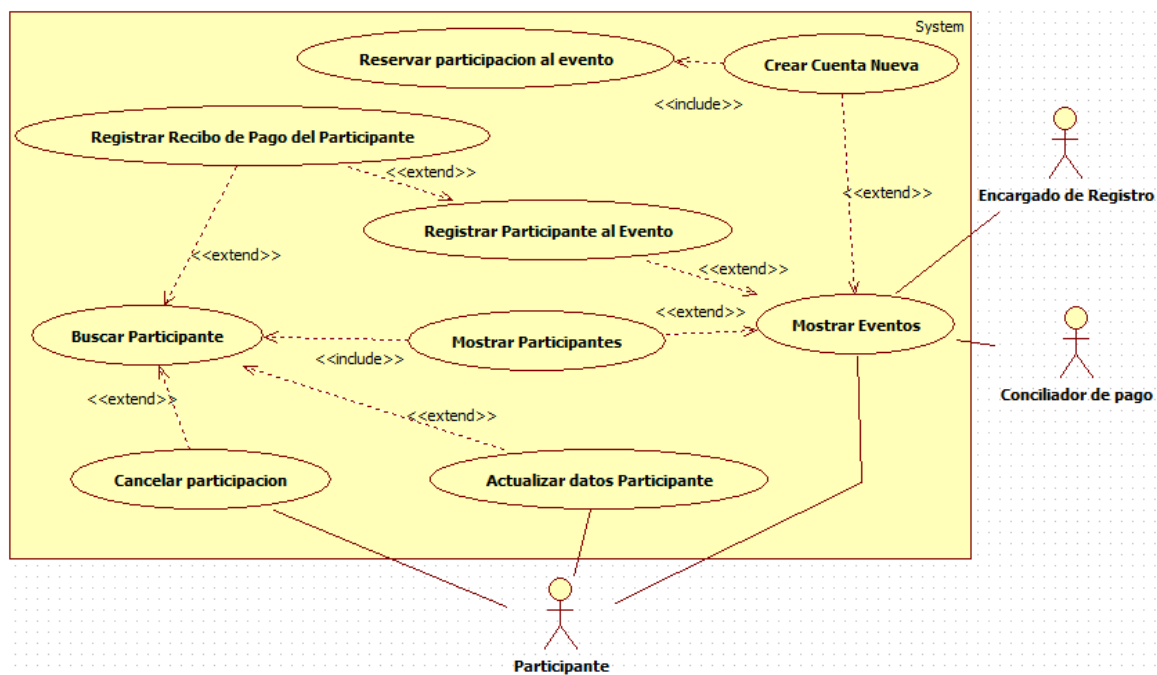 System
Reservar participacion al evento
Crear Cuenta Nueva
<<include>>
Registrar Recibo de Pago del Participante
<<extend>>
<<extend>>
Encargado de Registro
Registrar Participante al Evento
<<extend>>
<<extend>>
<<extend>>
Mostrar Eventos
Buscar Participante
Mostrar Participantes
<<include>>
Conciliador de pago
<<extend>>
<<extend>>
Cancelar participacion
Actualizar datos Participante
Participante